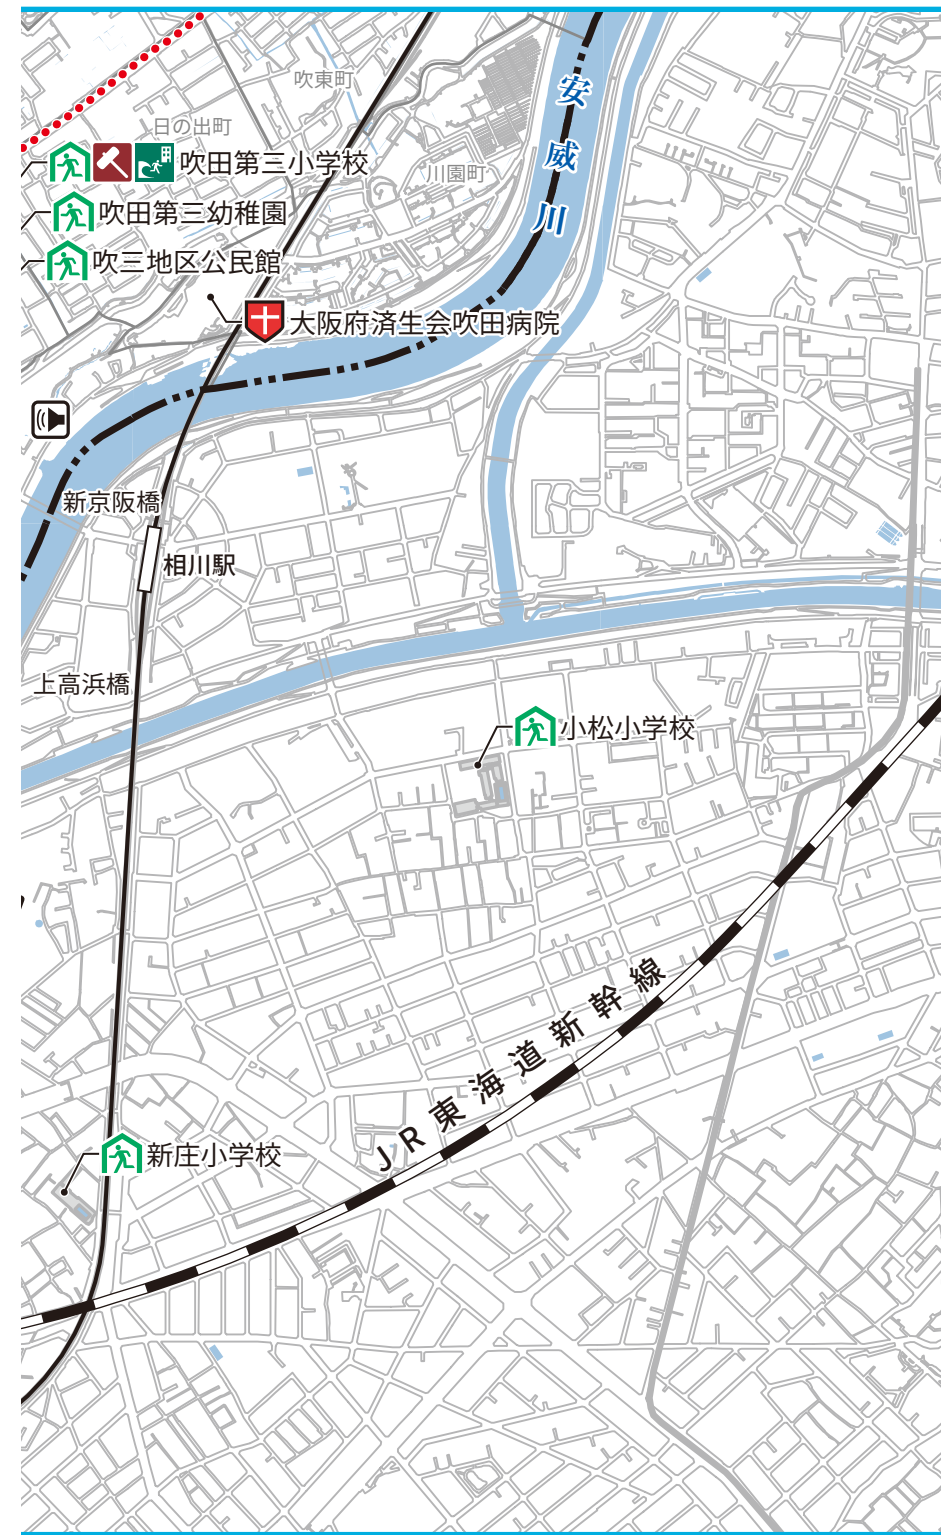 吹東町
日の出町
川園町
安威川
吹田第三小学校
吹田第三幼稚園
吹三地区公民館
大阪府済生会吹田病院
新京阪橋
相川駅
上高浜橋
小松小学校
JR東海道新幹線
新庄小学校